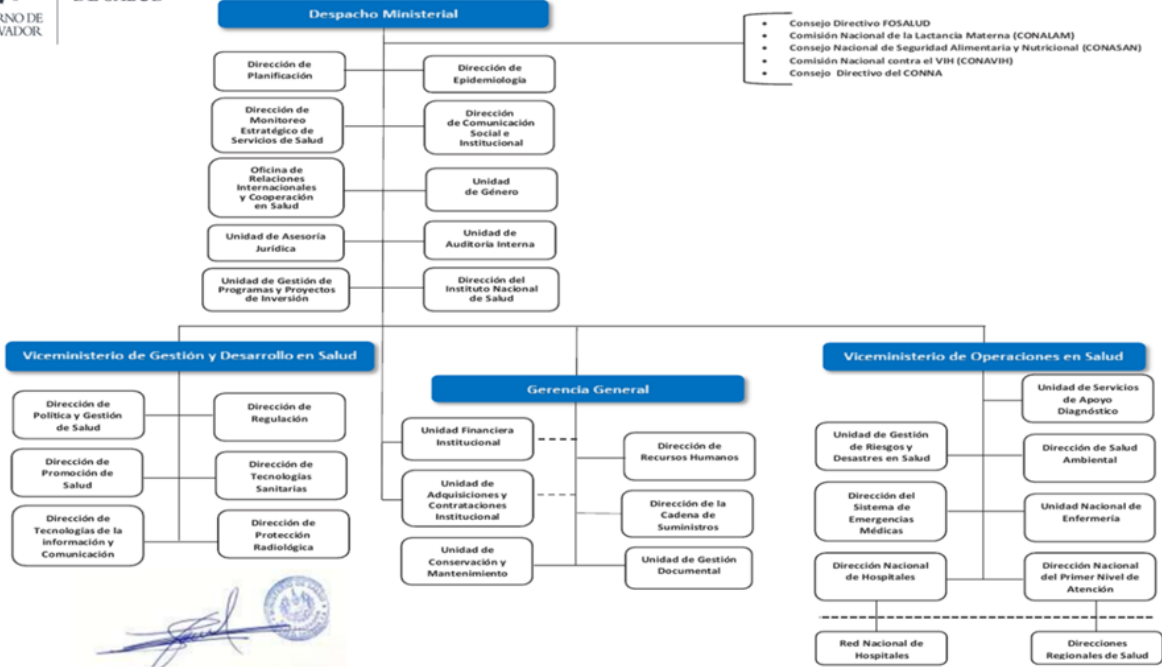 DE SALUD
RNO DE
VADOR
Despacho Ministerial
• Consejo Directivo FOSALUD
• Comisión Nacional de la Lactancia Materna (CONALAM)
• Consejo Nacional de Seguridad Alimentaria y Nutricional (CONASAN)
• Comisión Nacional contra el VIH (CONAVIH)
• Consejo Directivo del CONNA
Dirección de
Planificación
Dirección de
Epidemiología
Dirección de
Monitoreo
Estratégico de
Servicios de Salud
Dirección
de Comunicación
Social e
Institucional
Oficina de
Relaciones
Internacionales
y Cooperación
en Salud
Unidad
de Género
Unidad de Asesoría
Jurídica
Unidad de
Auditoría Interna
Unidad de Gestión de
Programas y Proyectos
de Inversión
Dirección del
Instituto Nacional
de Salud
Viceministerio de Gestión y Desarrollo en Salud
Dirección de
Política y Gestión
de Salud
Dirección de
Regulación
Dirección de
Promoción de
Salud
Dirección de
Tecnologías
Sanitarias
Dirección de
Tecnologías de la
información y
Comunicación
Dirección de
Protección
Radiológica
Gerencia General
Unidad Financiera
Institucional
Dirección de
Recursos Humanos
Unidad de
Adquisiciones y
Contrataciones
Institucional
Dirección de la
Cadena de
Suministros
Unidad de
Conservación y
Mantenimiento
Unidad de Gestión
Documental
Viceministerio de Operaciones en Salud
Unidad de Servicios
de Apoyo
Diagnóstico
Unidad de Gestión
de Riesgos y
Desastres en Salud
Dirección de Salud
Ambiental
Dirección del
Sistema de
Emergencias
Médicas
Unidad Nacional de
Enfermería
Dirección Nacional
de Hospitales
Dirección Nacional
del Primer Nivel de
Atención
Red Nacional de
Hospitales
Direcciones
Regionales de Salud